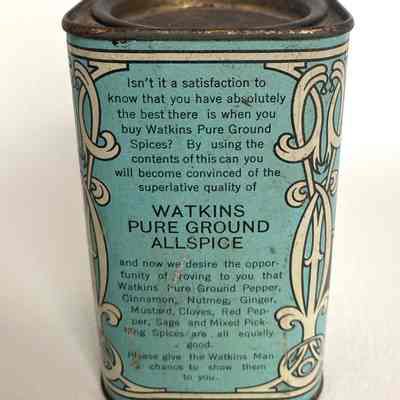 Isn't it a satisfaction to
know that you have absolutely
the best there is when you
buy Watkins Pure Ground
Spices? By using the
contents of this can you
will become convinced of the
superlative quality of
WATKINS
PURE GROUND
ALLSPICE
and now we desire the oppor-
tunity of roving to you that
Watkins Pure Ground Pepper,
Cinnamon, Nutmeg, Ginger,
Mustard, Cloves, Red Pep-
per, Sage and Mixed Pick-
ing Spices are all equally
good.
Please give the Watkins Man
a chance to show them
to you.